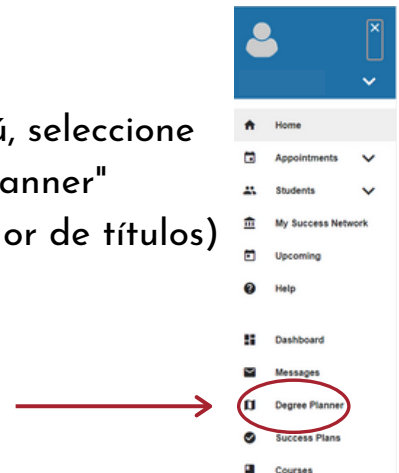 ú, seleccione
anner"
or de títulos)
Home
Appointments
Students
My Success Network
Upcoming
Help
Dashboard
Messages
Degree Planner
Success Plans
Courses